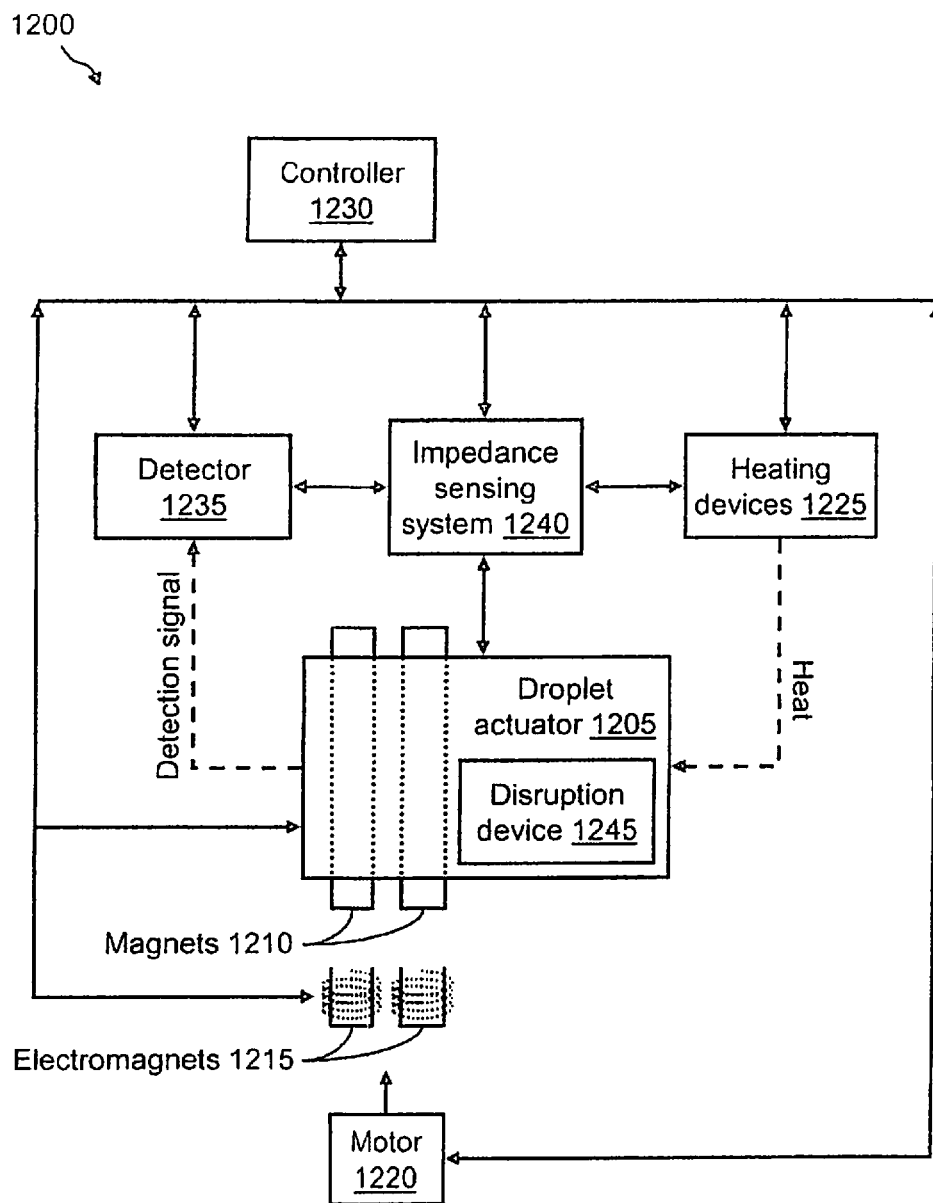 1200
Controller
1230
Detector
1235
Impedance
sensing
system 1240
Heating
devices 1225
Detection signal
Heat
Droplet
actuator 1205
Disruption
device 1245
Magnets 1210
Electromagnets 1215
Motor
1220